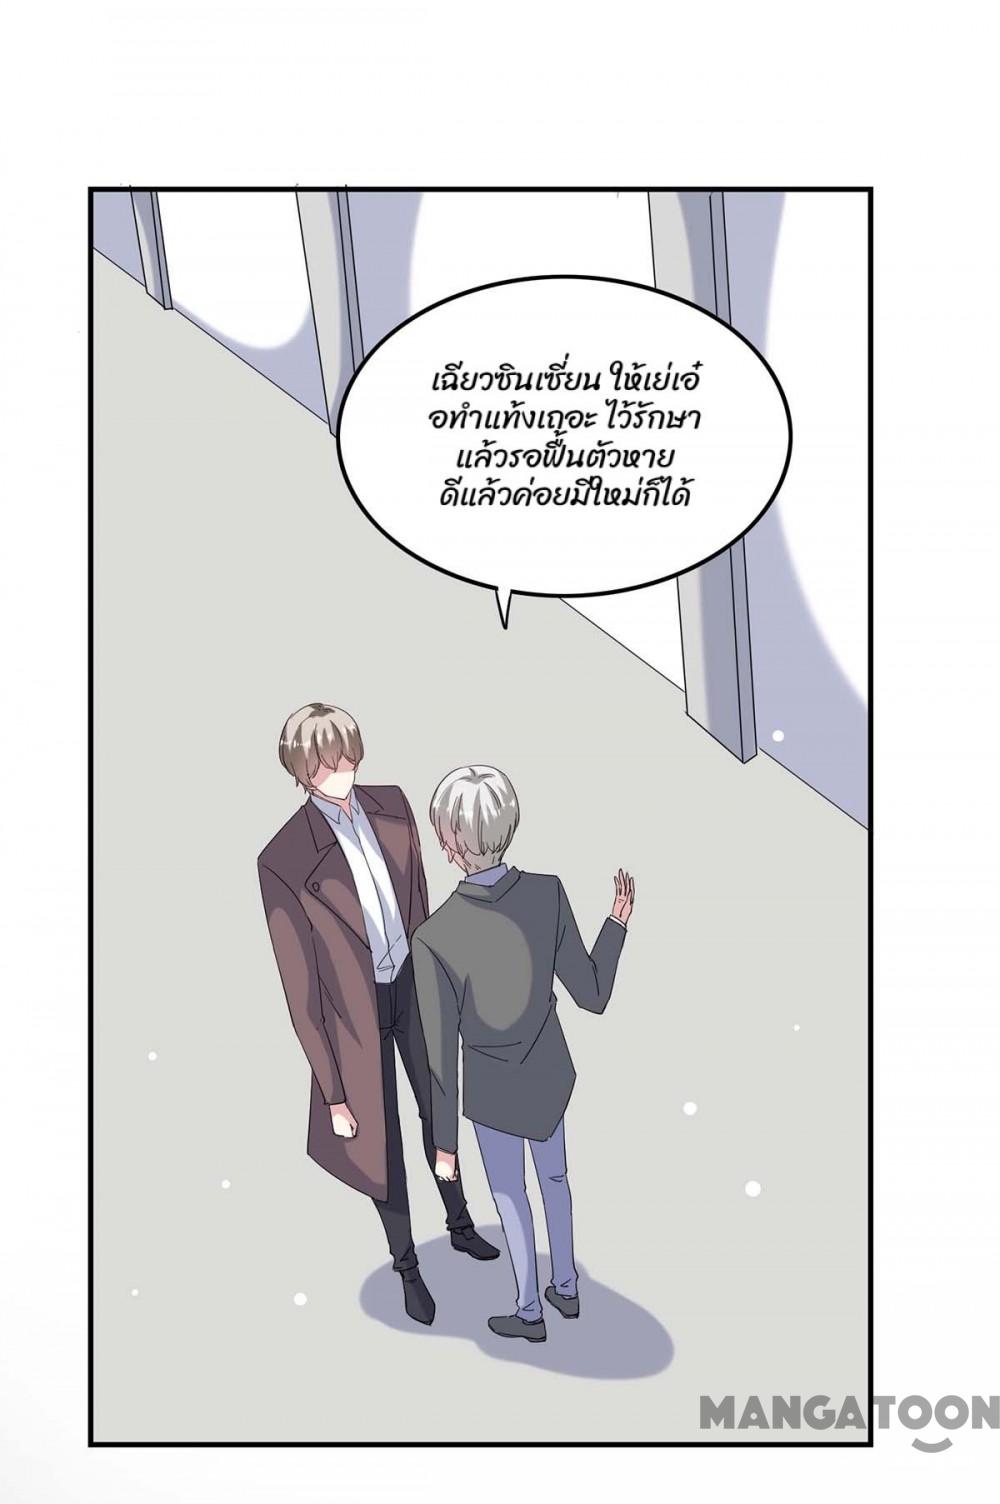 เฉียวซินเซี่ยน ให้เย่เอ๋
อทำแท้งเถอะ ไว้รักษา
แล้วรอฟื้นตัวหาย
ดีแล้วค่อยมีใหม่ก็ได้
MANGATOON